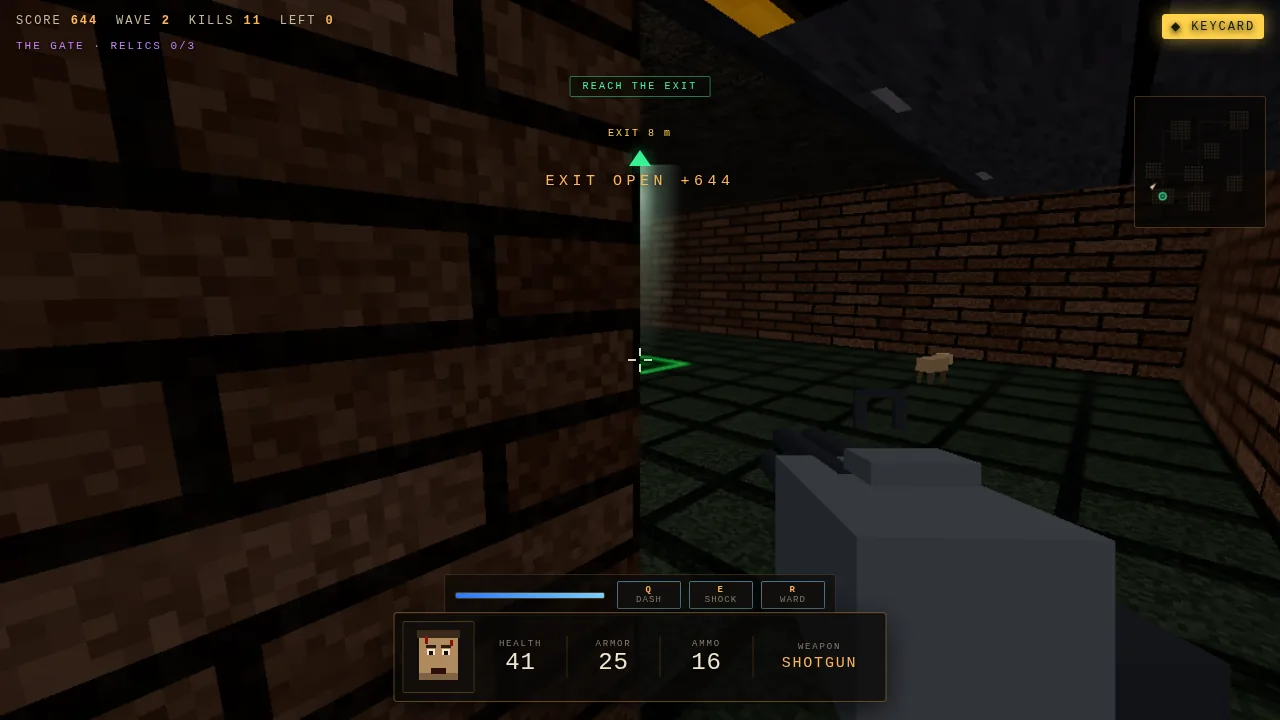 SCORE 644 WAVE 2 KILLS 11 LEFT 0
THE GATE · RELICS 0/3
◆ KEYCARD
REACH THE EXIT
EXIT 8 m
EXIT OPEN +644
Q
DASH
E
SHOCK
R
WARD
HEALTH
41
ARMOR
25
AMMO
16
WEAPON
SHOTGUN